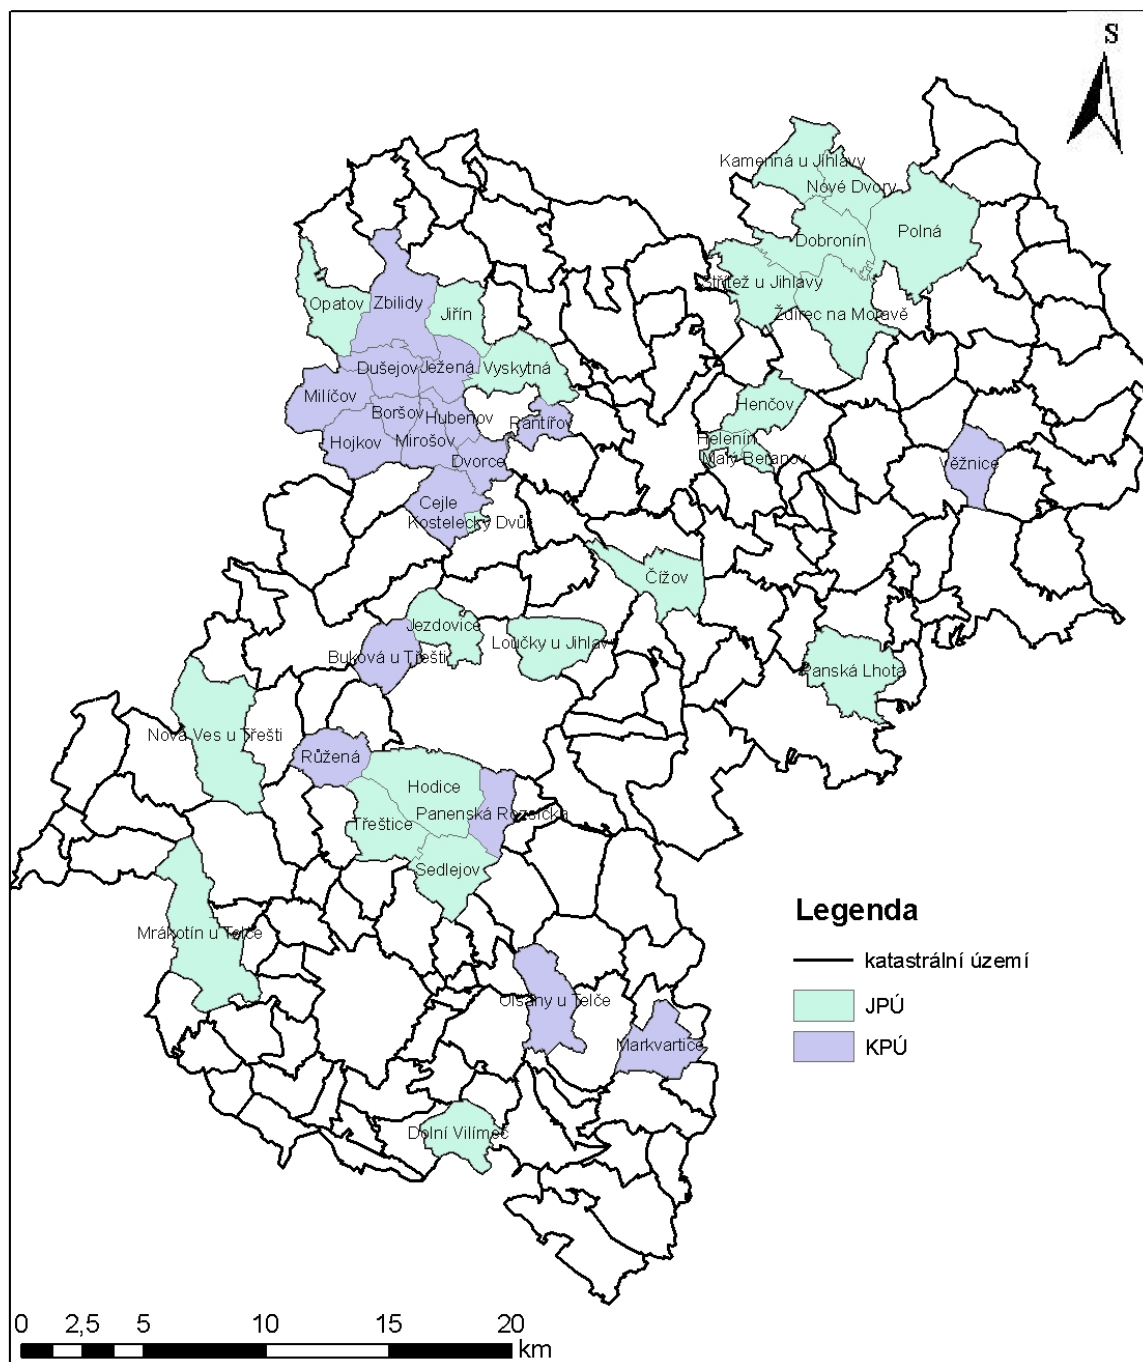 S
Kamenná u Jihlavy
Nové Dvory
Polná
Dobronín
Střítež u Jihlavy
Ždírec na Moravě
Opatov
Zbilidy
Jiřín
Dušejov
Ježená
Vyskytná
Milíčov
Boršov
Hubenov
Rantířov
Henčov
Hojkov
Mirošov
Helenín
Dvorce
Malý Beranov
Věžnice
Cejle
Kostelecký Dvůr
Čížov
Jezdovice
Loučky u Jihlavy
Buková u Třešti
Panská Lhota
Nová Ves u Třešti
Růžená
Hodice
Panenská Rozsíčka
Třeštice
Sedlejov
Mrákotín u Telče
Olšany u Telče
Markvartice
Dolní Vilímeč
Legenda
katastrální území
JPÚ
KPÚ
0 2,5 5 10 15 20
km